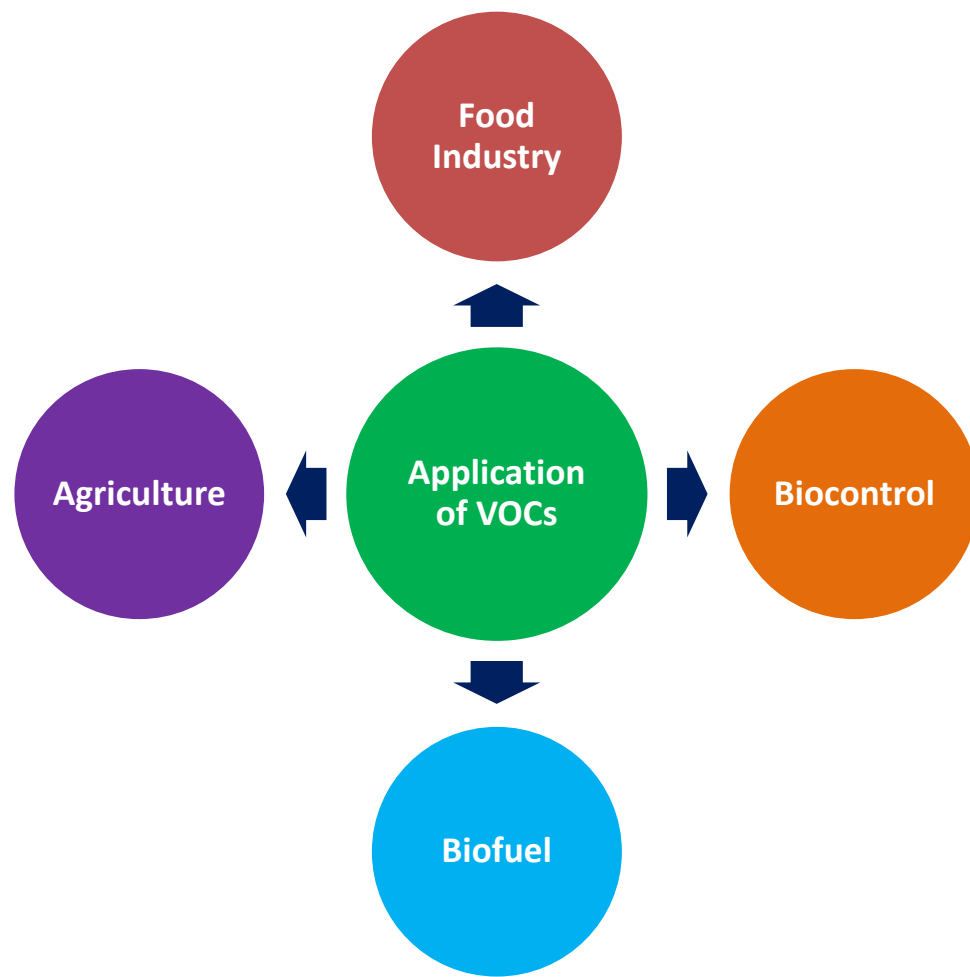 Food
Industry
Agriculture
Application
of VOCs
Biocontrol
Biofuel